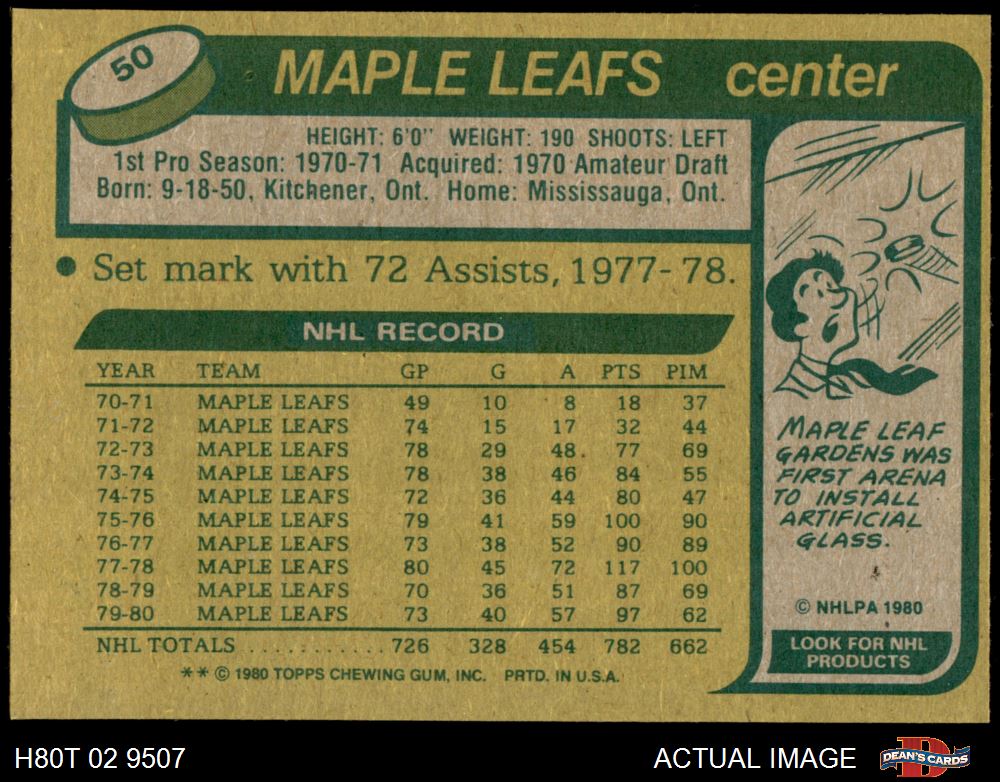 50
MAPLE LEAFS center
HEIGHT: 6'0" WEIGHT: 190 SHOOTS: LEFT
1st Pro Season: 1970-71 Acquired: 1970 Amateur Draft
Born: 9-18-50, Kitchener, Ont. Home: Mississauga, Ont.
• Set mark with 72 Assists, 1977-78.
NHL RECORD
YEAR TEAM GP G A PTS PIM
70-71 MAPLE LEAFS 49 10 8 18 37
71-72 MAPLE LEAFS 74 15 17 32 44
72-73 MAPLE LEAFS 78 29 48. 77 69
73-74 MAPLE LEAFS 78 38 46 84 55
74-75 MAPLE LEAFS 72 36 44 80 47
75-76 MAPLE LEAFS 79 41 59 100 90
76-77 MAPLE LEAFS 73 38 52 90 89
77-78 MAPLE LEAFS 80 45 72 117 100
78-79 MAPLE LEAFS 70 36 51 87 69
79-80 MAPLE LEAFS 73 40 57 97 62
NHL TOTALS ........... 726 328 454 782 662
** © 1980 TOPPS CHEWING GUM, INC. PRTD. IN U.S.A.
MAPLE LEAF
GARDENS WAS
FIRST ARENA
TO INSTALL
ARTIFICIAL
GLASS.
© NHLPA 1980
LOOK FOR NHL
PRODUCTS
H80T 02 9507
ACTUAL IMAGE
DEAN'S CARDS